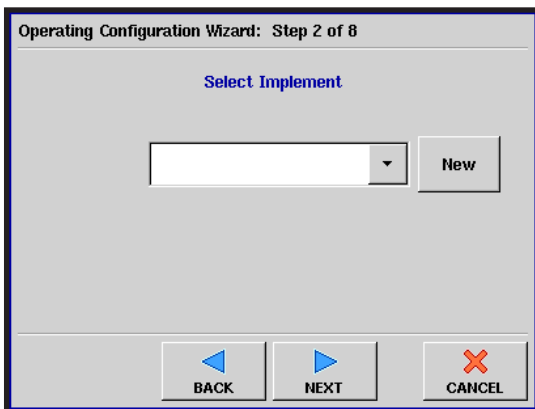 Operating Configuration Wizard: Step 2 of 8
Select Implement
New
BACK NEXT CANCEL